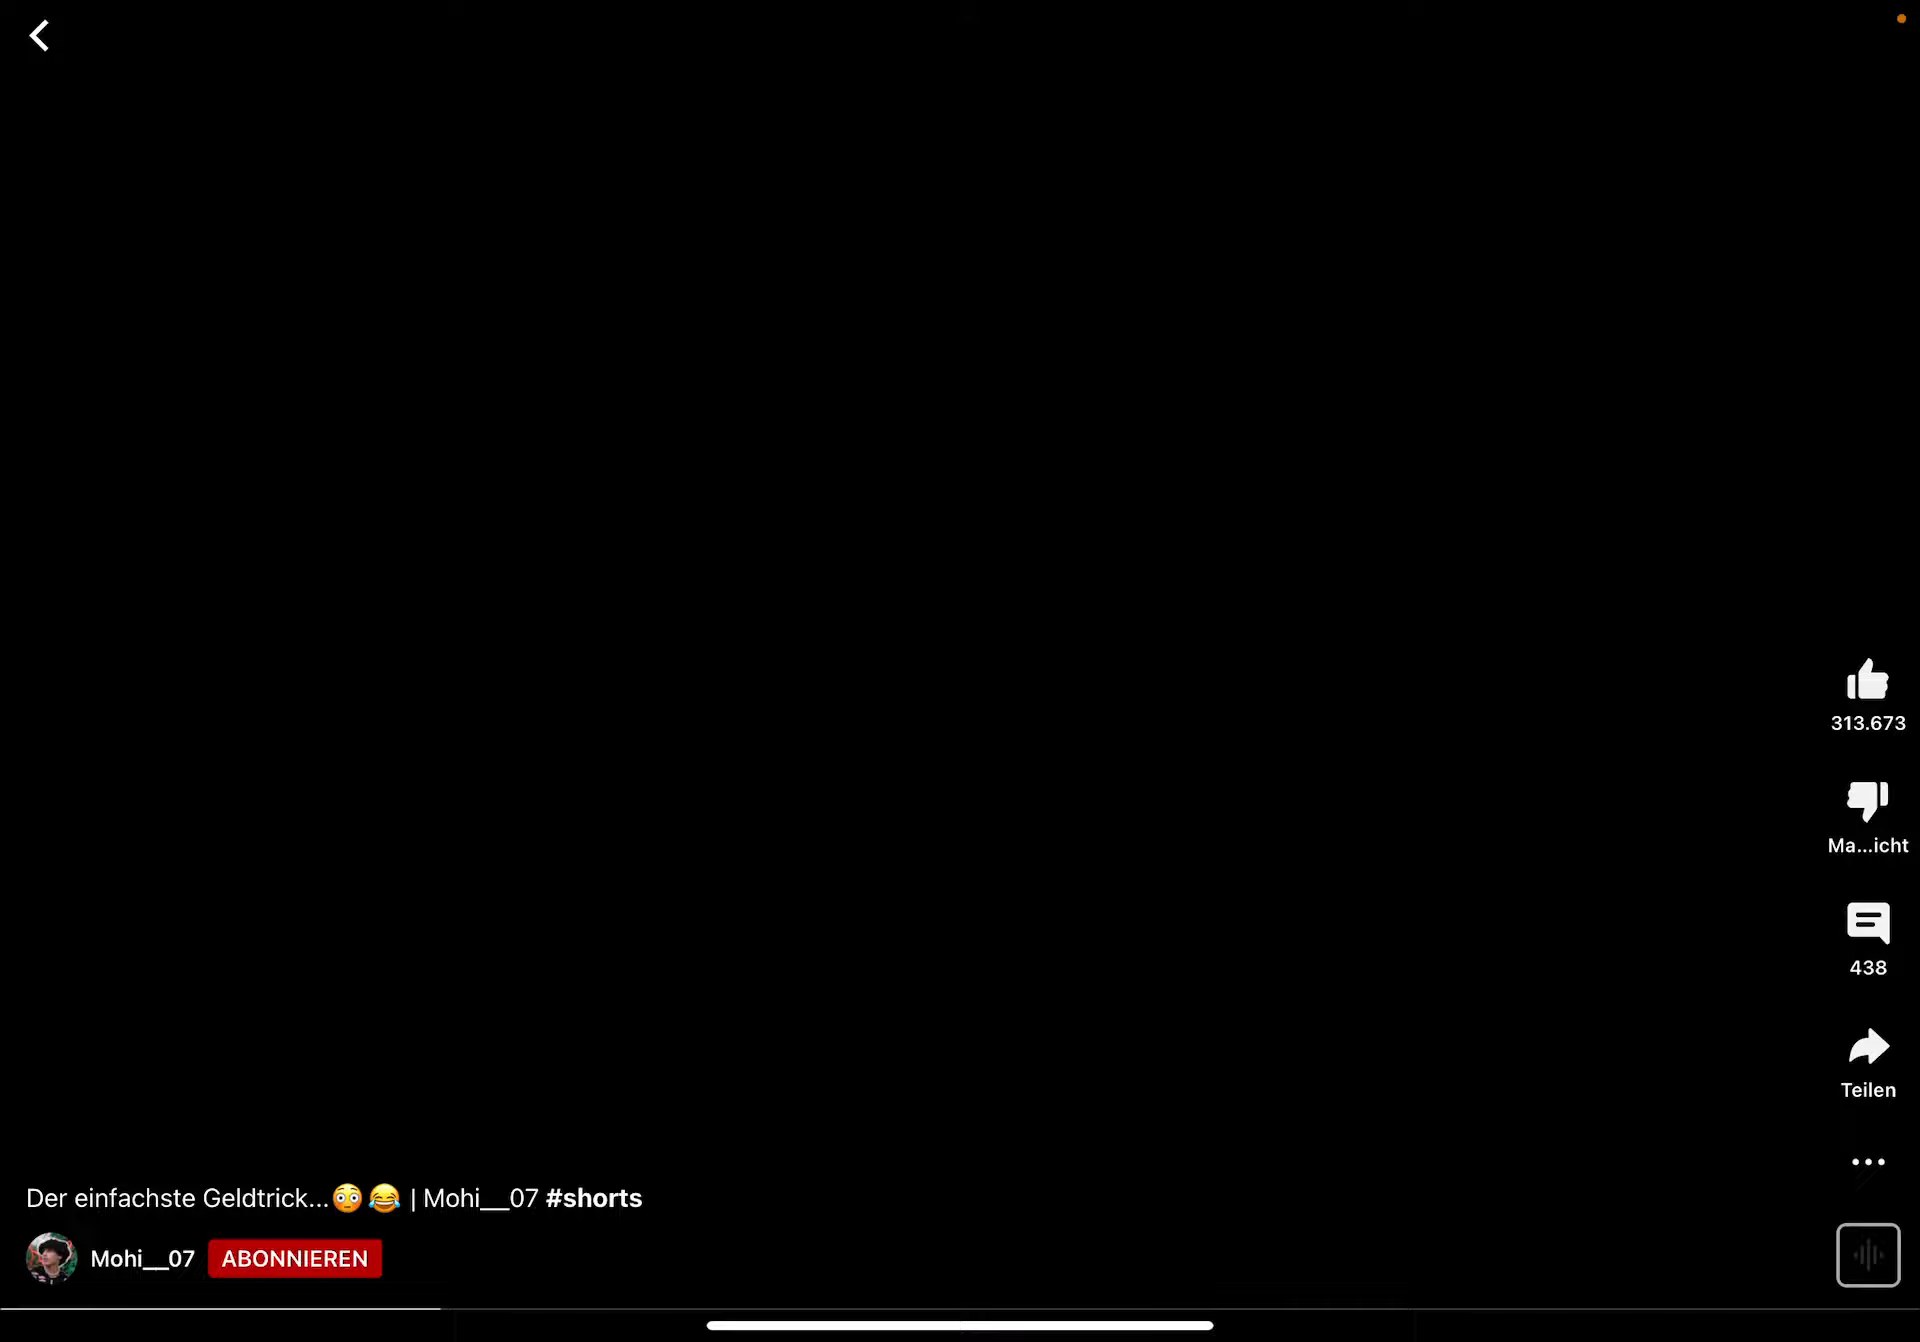 313.673
Ma...icht
438
Teilen
Der einfachste Geldtrick...😳😂 | Mohi__07 #shorts
Mohi__07 ABONNIEREN